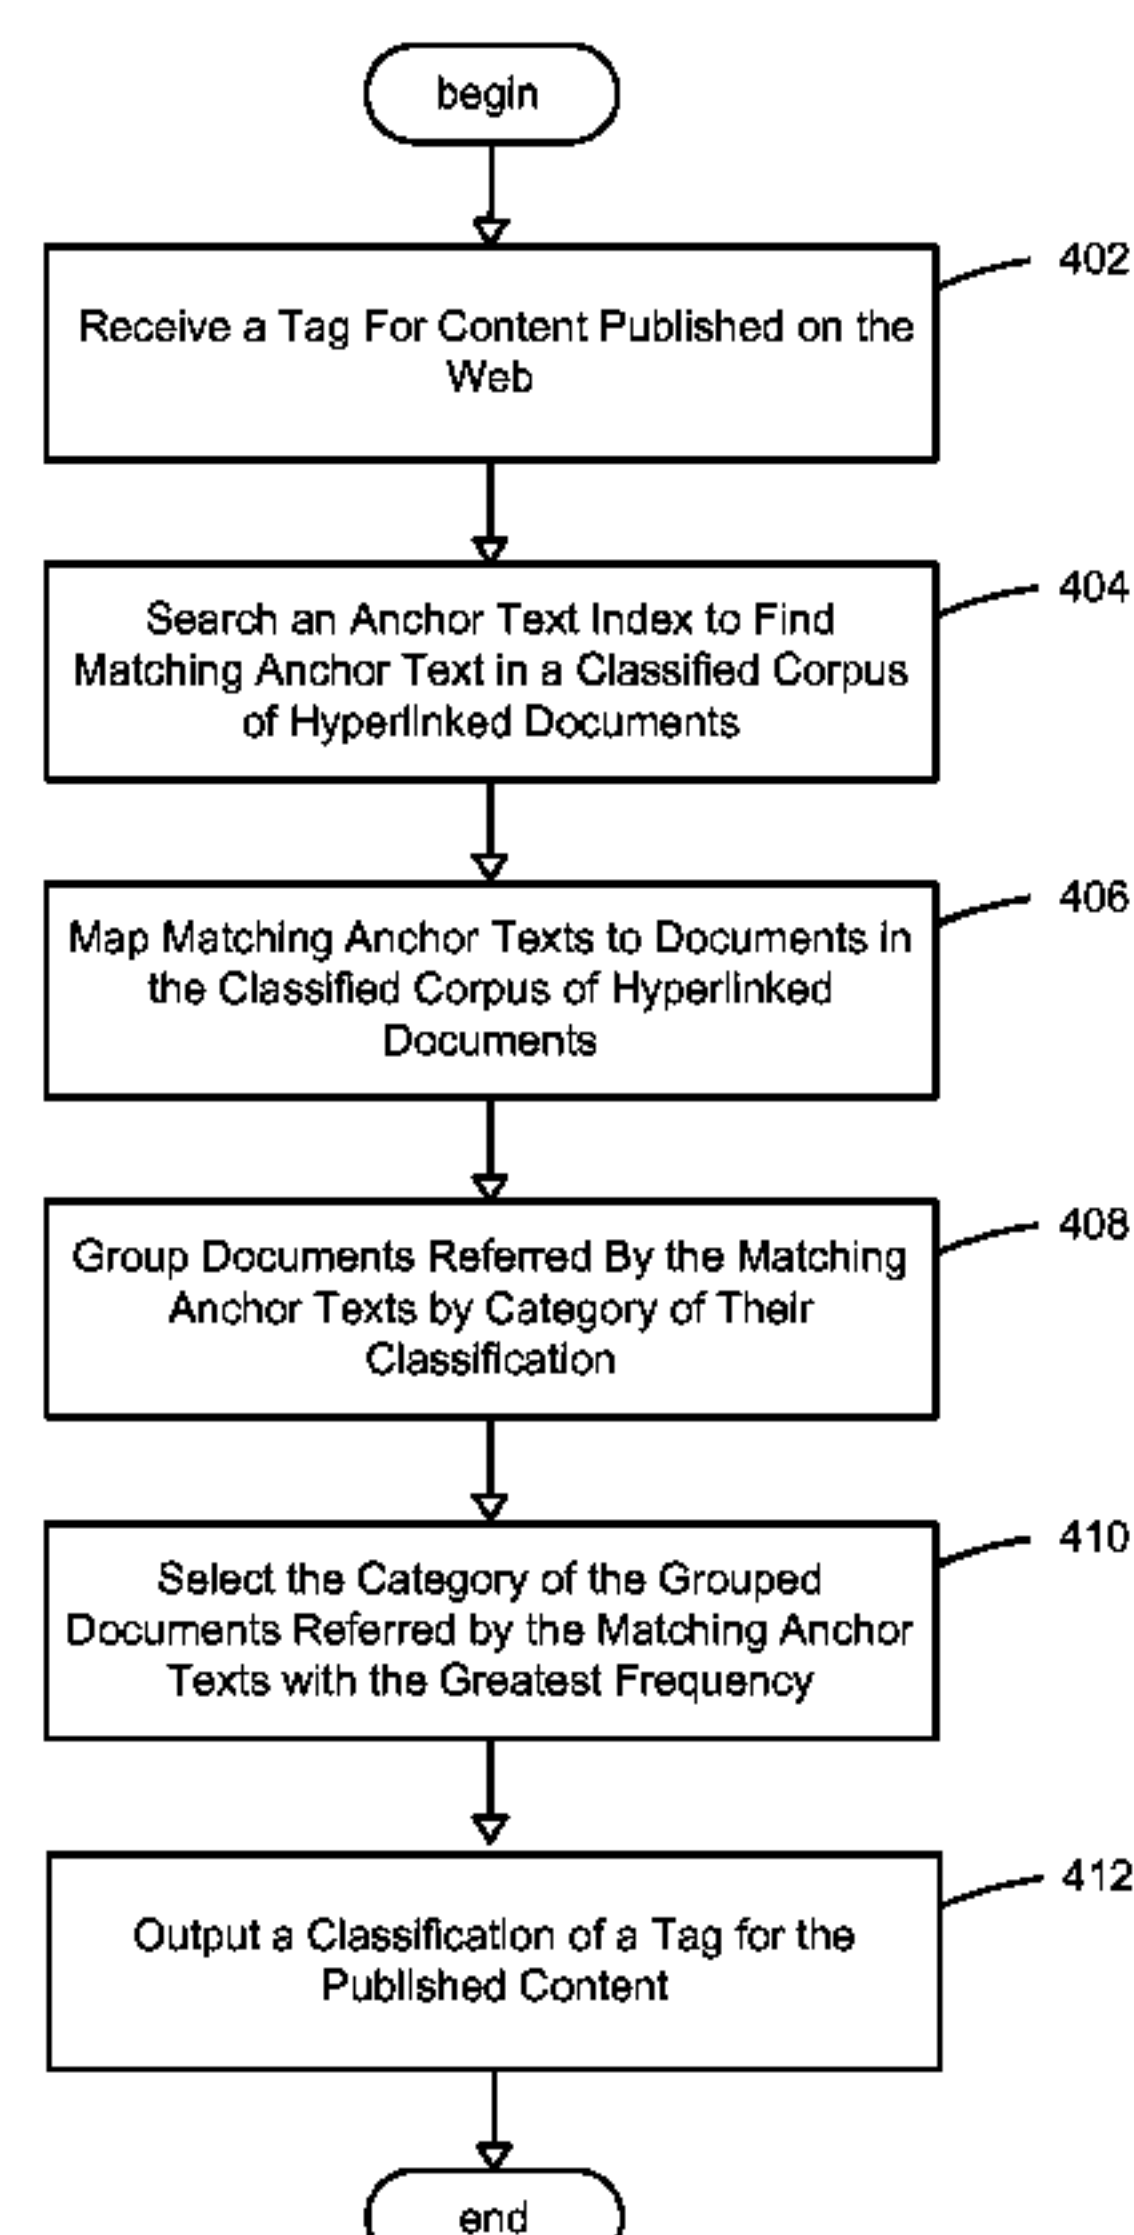 begin
402
Receive a Tag For Content Published on the
Web
404
Search an Anchor Text Index to Find
Matching Anchor Text in a Classified Corpus
of Hyperlinked Documents
406
Map Matching Anchor Texts to Documents in
the Classified Corpus of Hyperlinked
Documents
408
Group Documents Referred By the Matching
Anchor Texts by Category of Their
Classification
410
Select the Category of the Grouped
Documents Referred by the Matching Anchor
Texts with the Greatest Frequency
412
Output a Classification of a Tag for the
Published Content
end